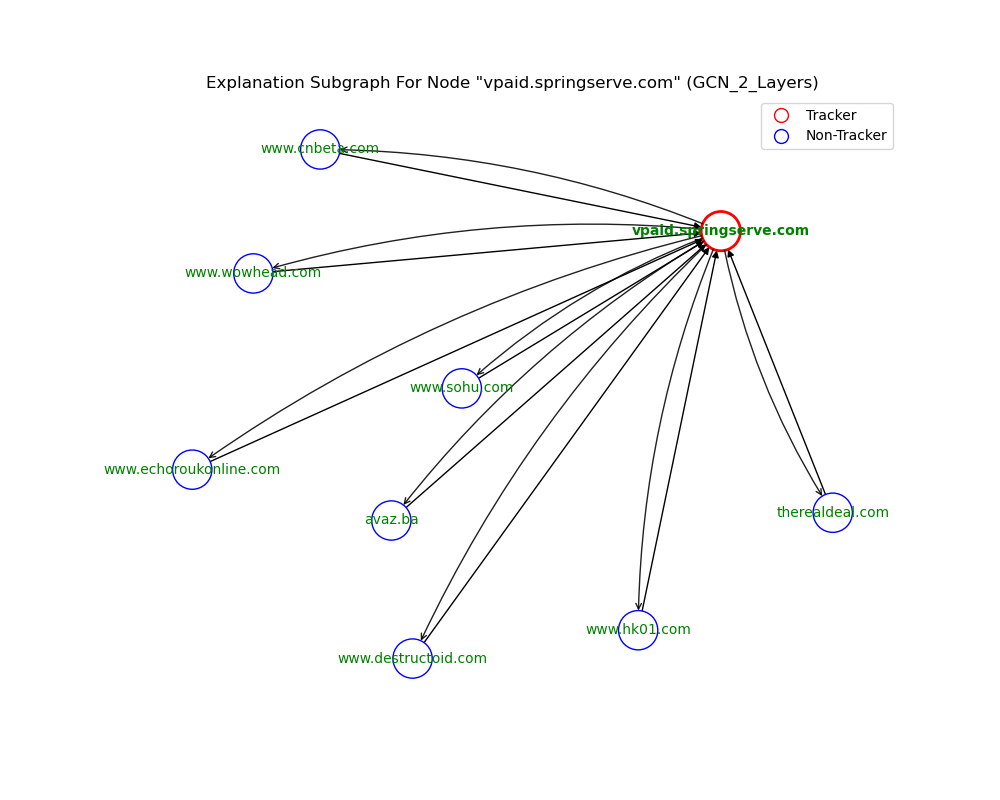 Explanation Subgraph For Node "vpaid.springserve.com" (GCN_2_Layers)
Tracker
Non-Tracker
www.cnbeta.com
vpaid.springserve.com
www.wowhead.com
www.sohu.com
www.echoroukonline.com
avaz.ba
therealdeal.com
www.hk01.com
www.destructoid.com